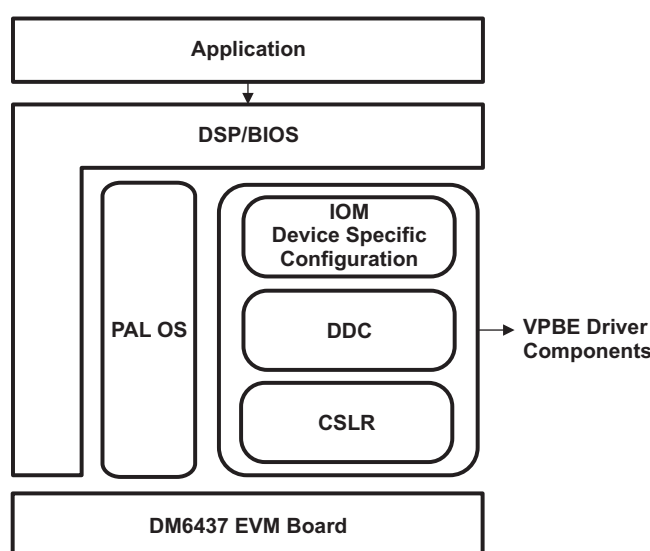 Application
DSP/BIOS
IOM
Device Specific
Configuration
PAL OS
DDC
VPBE Driver
Components
CSLR
DM6437 EVM Board